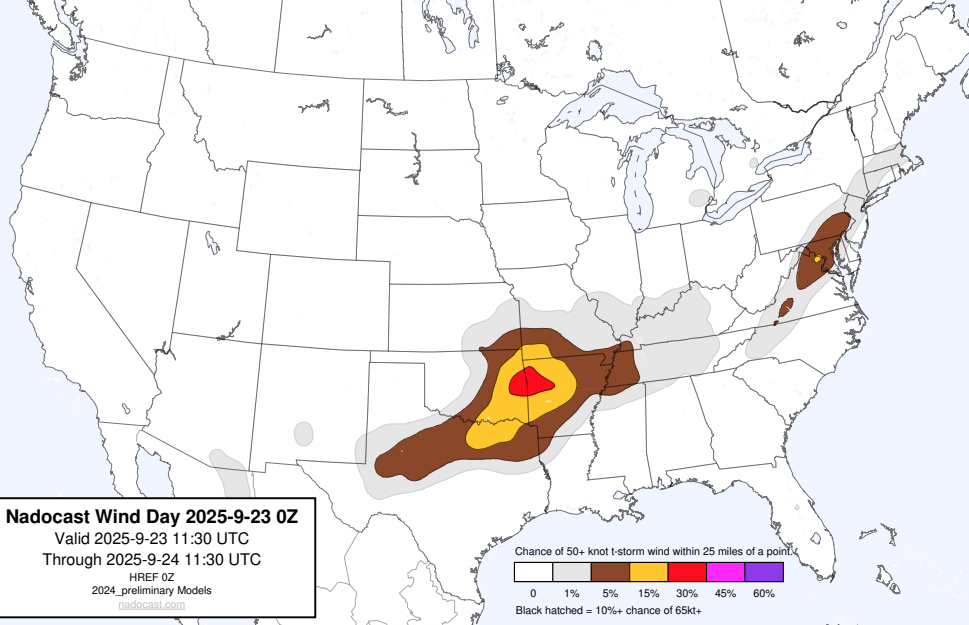 Nadocast Wind Day 2025-9-23 0Z
Valid 2025-9-23 11:30 UTC
Through 2025-9-24 11:30 UTC
HREF 0Z
2024_preliminary Models
nadocast.com
Chance of 50+ knot t-storm wind within 25 miles of a point.
0 1% 5% 15% 30% 45% 60%
Black hatched = 10%+ chance of 65kt+